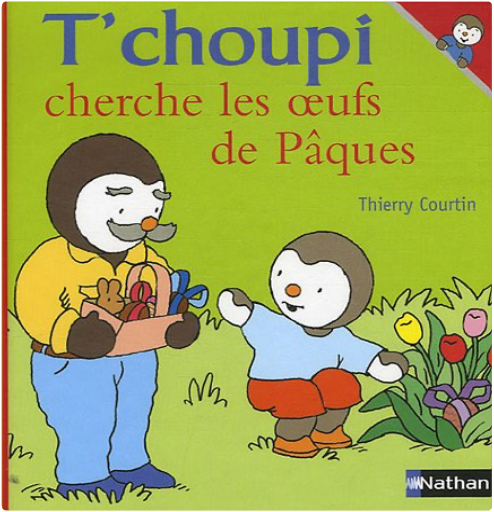 T'choupi
cherche les œufs
de Pâques
Thierry Courtin
Nathan